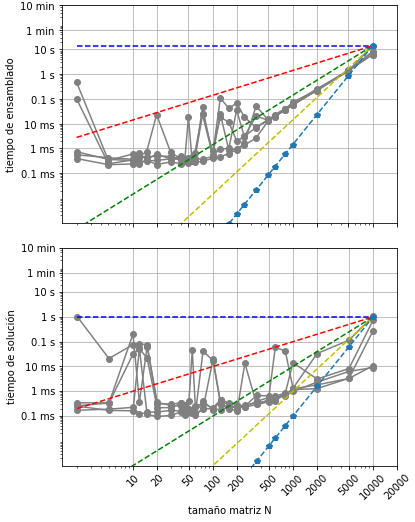 10 min
1 min
10 s
1 s
0.1 s
10 ms
1 ms
0.1 ms
tiempo de ensamblado
10 min
1 min
10 s
1 s
0.1 s
10 ms
1 ms
0.1 ms
tiempo de solución
10
20
50
100
200
500
1000
2000
5000
10000
20000
tamaño matriz N